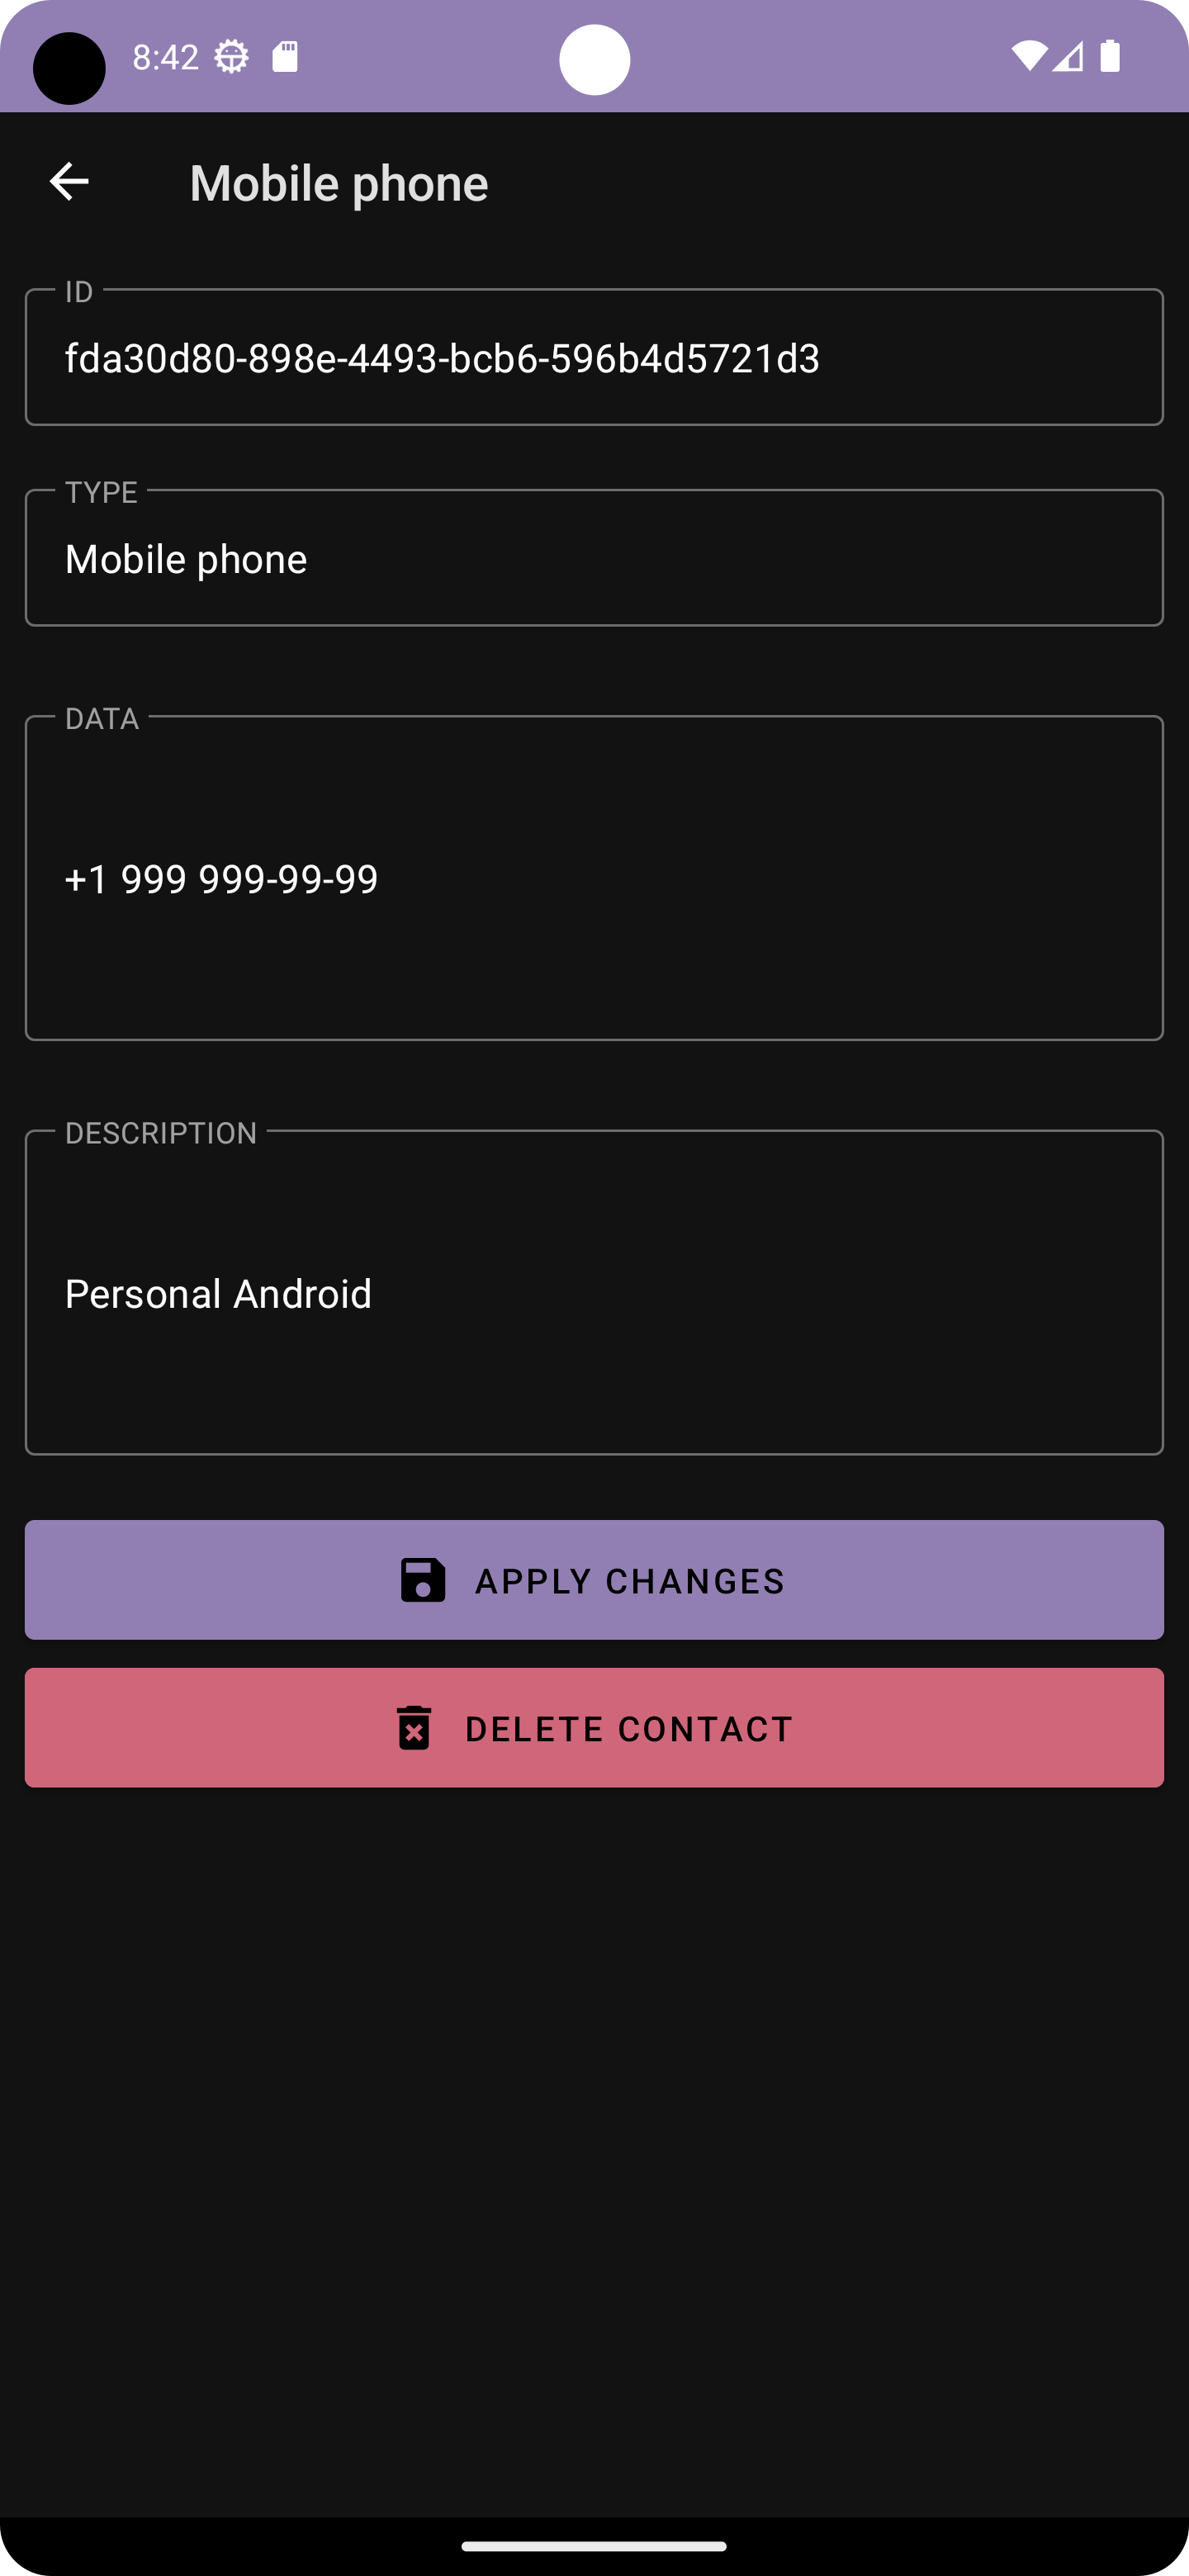 8:42
Mobile phone
ID
fda30d80-898e-4493-bcb6-596b4d5721d3
TYPE
Mobile phone
DATA
+1 999 999-99-99
DESCRIPTION
Personal Android
APPLY CHANGES
DELETE CONTACT